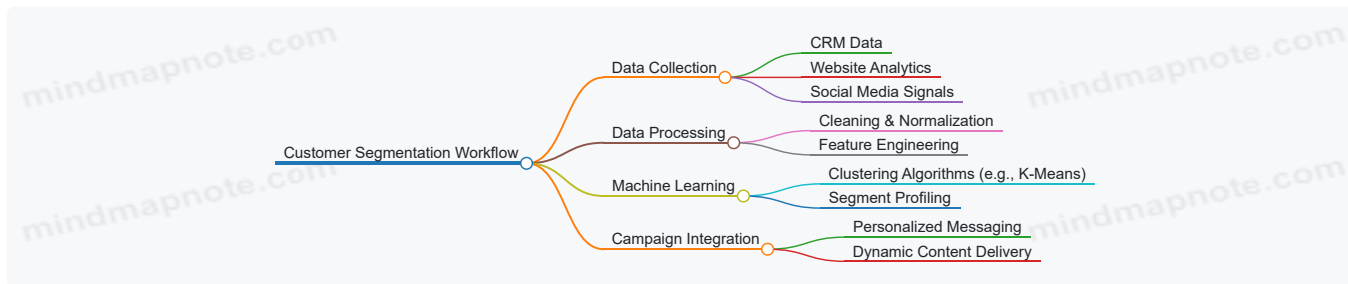 mindmapnote.com
mindmapnote.com
Customer Segmentation Workflow
Data Collection
CRM Data
Website Analytics
Social Media Signals
Data Processing
Cleaning & Normalization
Feature Engineering
Machine Learning
Clustering Algorithms (e.g., K-Means)
Segment Profiling
Campaign Integration
Personalized Messaging
Dynamic Content Delivery
mindmapnote.com
mindmapnote.com